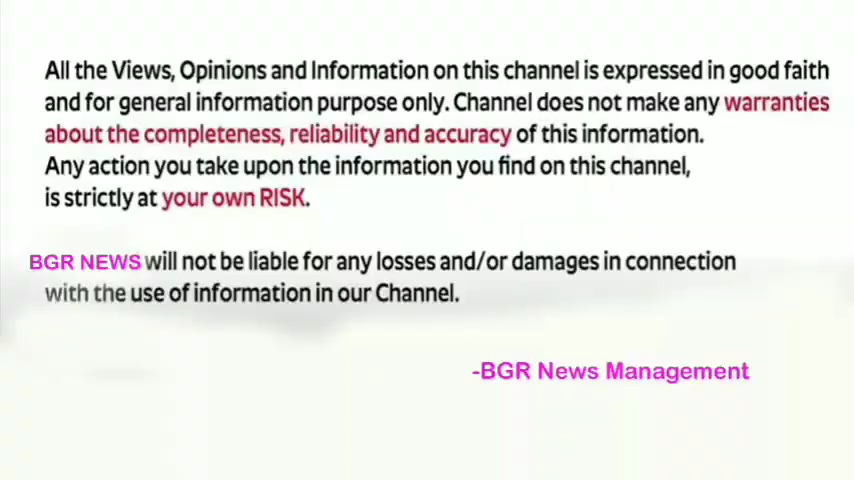 All the Views, Opinions and Information on this channel is expressed in good faith
and for general information purpose only. Channel does not make any warranties
about the completeness, reliability and accuracy of this information.
Any action you take upon the information you find on this channel,
is strictly at your own RISK.
BGR NEWS will not be liable for any losses and/or damages in connection
with the use of information in our Channel.
-BGR News Management